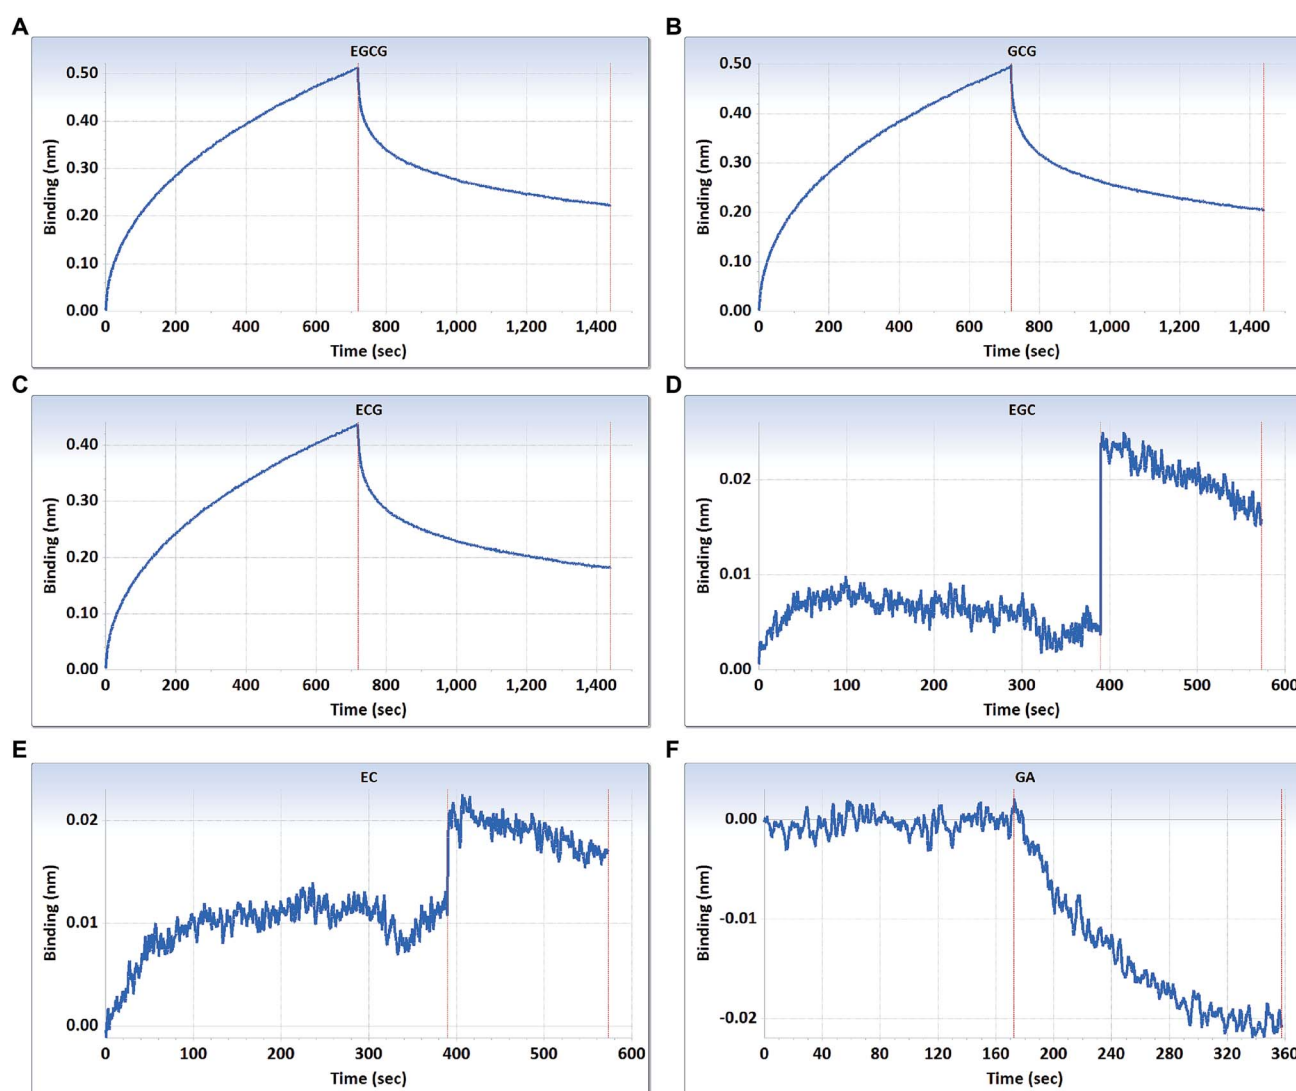 A
EGCG
Binding (nm)
0.50
0.40
0.30
0.20
0.10
0.00
0 200 400 600 800 1,000 1,200 1,400
Time (sec)
B
GCG
Binding (nm)
0.50
0.40
0.30
0.20
0.10
0.00
0 200 400 600 800 1,000 1,200 1,400
Time (sec)
C
ECG
Binding (nm)
0.40
0.30
0.20
0.10
0.00
0 200 400 600 800 1,000 1,200 1,400
Time (sec)
D
EGC
Binding (nm)
0.02
0.01
0.00
0 100 200 300 400 500 600
Time (sec)
E
EC
Binding (nm)
0.02
0.01
0.00
0 100 200 300 400 500 600
Time (sec)
F
GA
Binding (nm)
0.00
-0.01
-0.02
0 40 80 120 160 200 240 280 320 360
Time (sec)